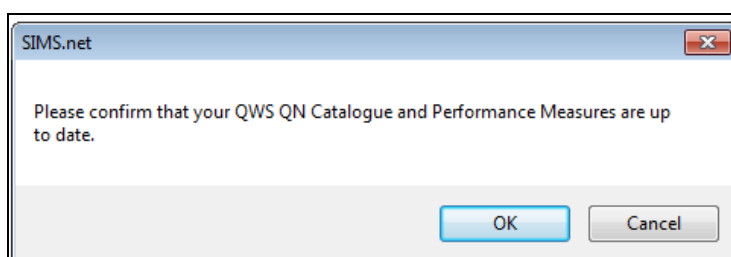 SIMS.net
Please confirm that your QWS QN Catalogue and Performance Measures are up
to date.
OK
Cancel